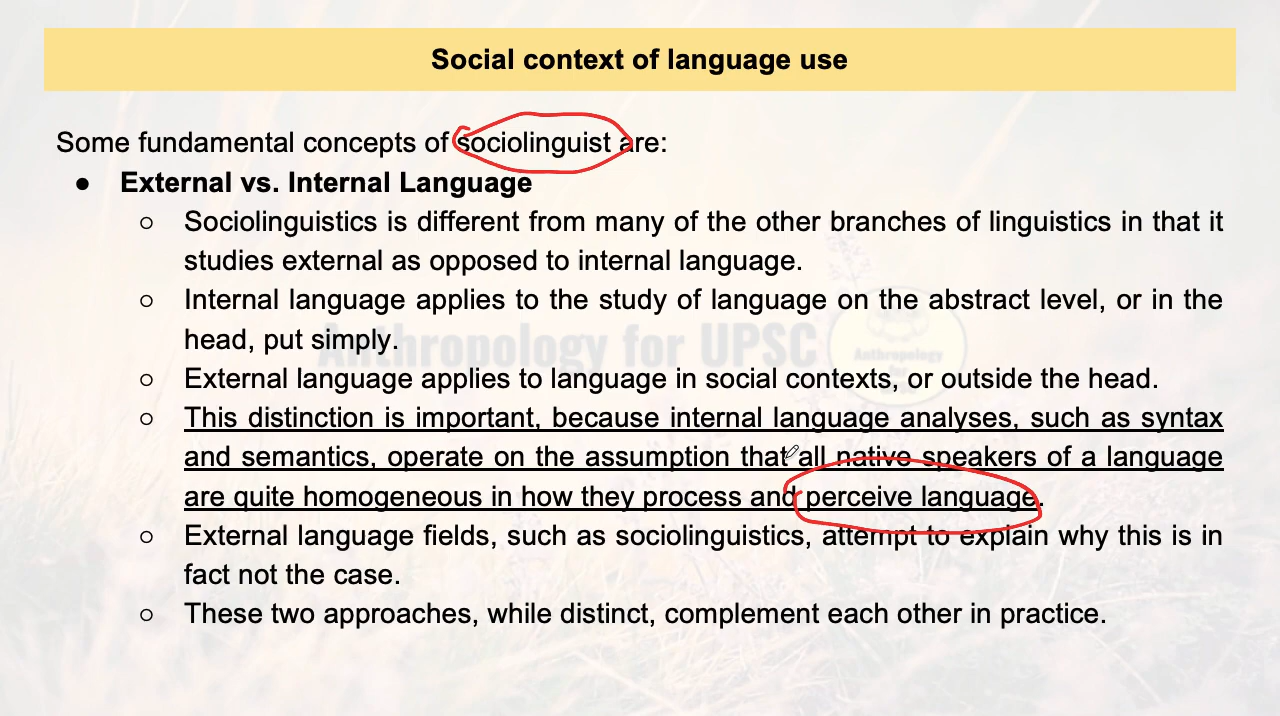 Social context of language use
Some fundamental concepts of sociolinguist are:
● External vs. Internal Language
○ Sociolinguistics is different from many of the other branches of linguistics in that it
studies external as opposed to internal language.
○ Internal language applies to the study of language on the abstract level, or in the
head, put simply.
Anthropology for UPSC
Anthropology
for
○ External language applies to language in social contexts, or outside the head.
○ This distinction is important, because internal language analyses, such as syntax
and semantics, operate on the assumption that all native speakers of a language
are quite homogeneous in how they process and perceive language.
○ External language fields, such as sociolinguistics, attempt to explain why this is in
fact not the case.
○ These two approaches, while distinct, complement each other in practice.